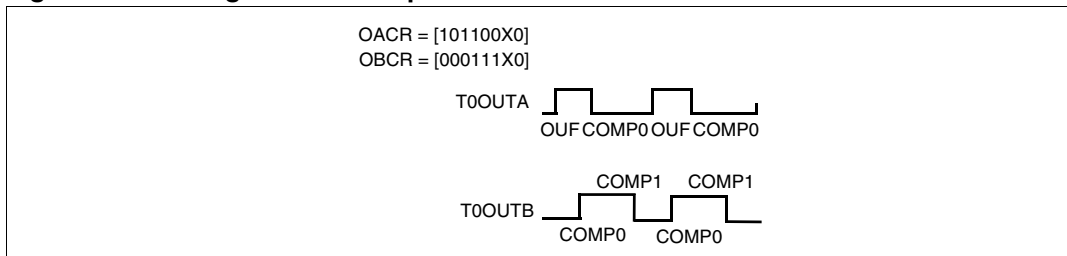 OACR = [101100X0]
OBCR = [000111X0]
T0OUTA
OUF COMP0 OUF COMP0
COMP1 COMP1
T0OUTB
COMP0 COMP0